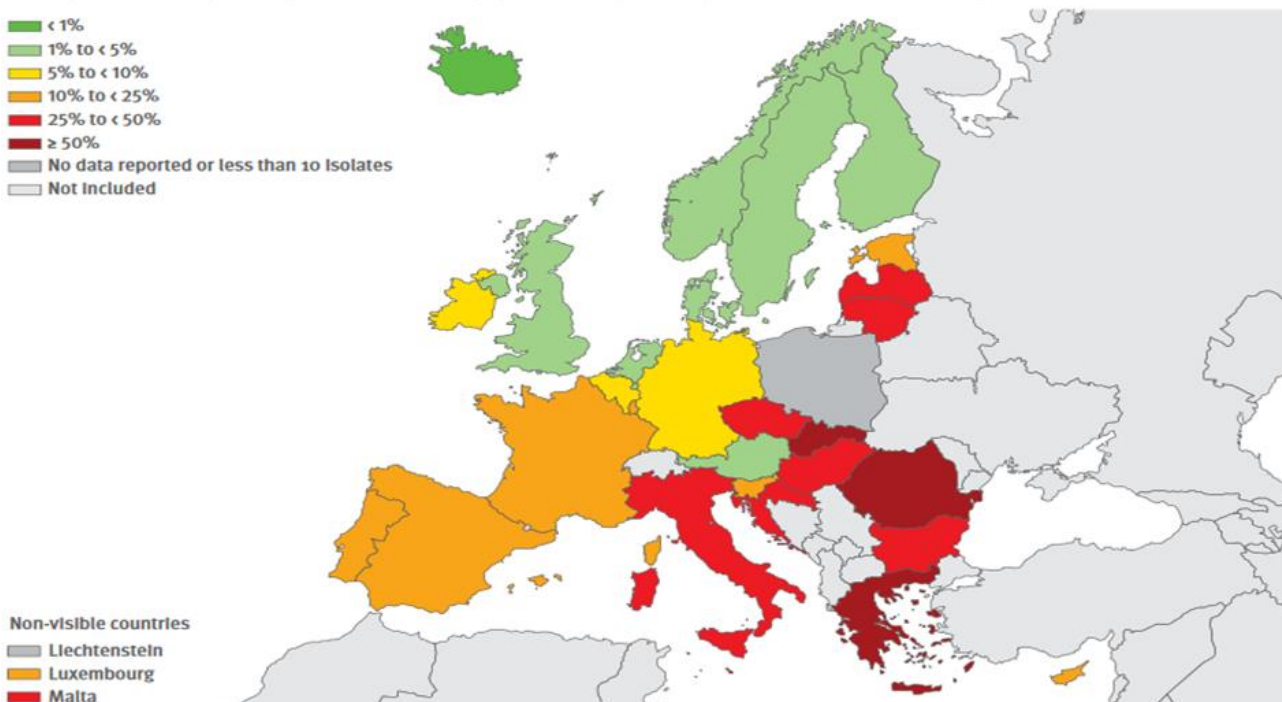 < 1%
1% to < 5%
5% to < 10%
10% to < 25%
25% to < 50%
≥ 50%
No data reported or less than 10 isolates
Not included
Non-visible countries
Liechtenstein
Luxembourg
Malta